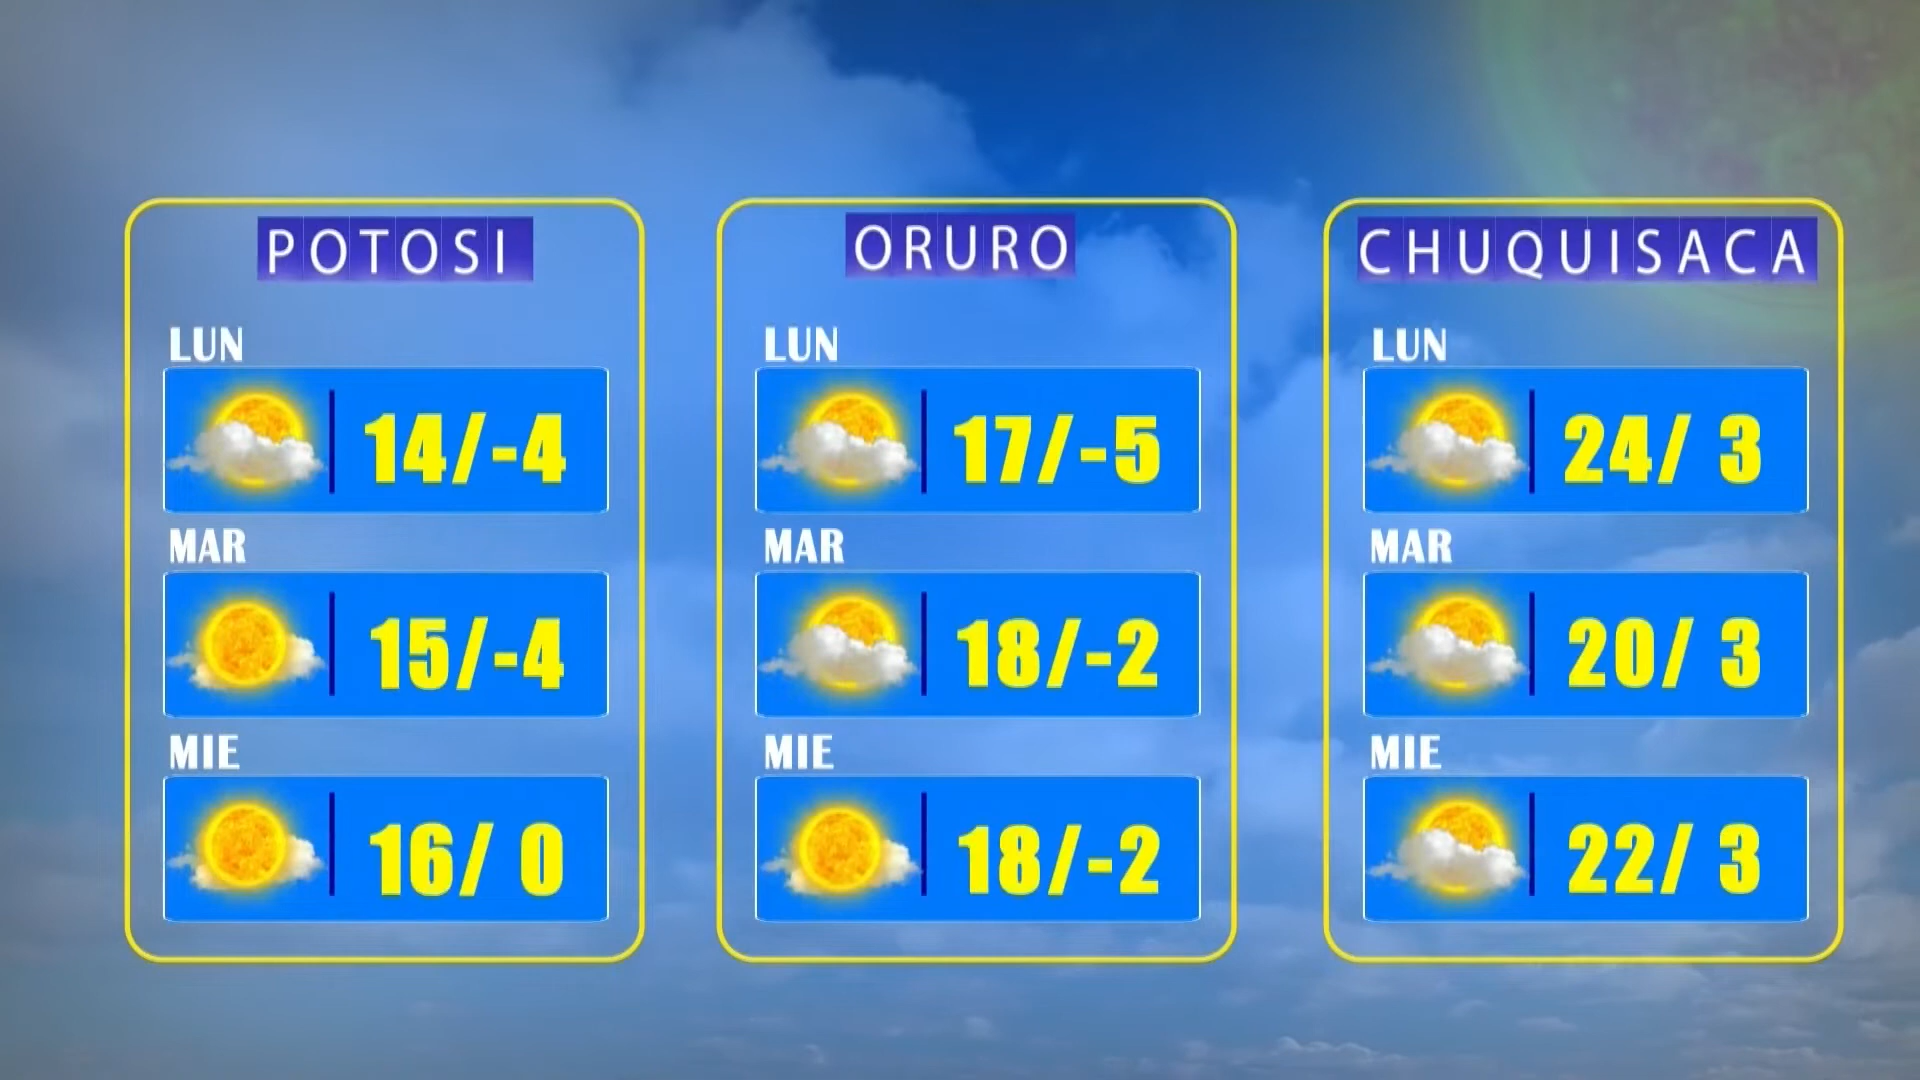 POTOSI
LUN
14/-4
MAR
15/-4
MIE
16/ 0
ORURO
LUN
17/-5
MAR
18/-2
MIE
18/-2
CHUQUISACA
LUN
24/ 3
MAR
20/ 3
MIE
22/ 3